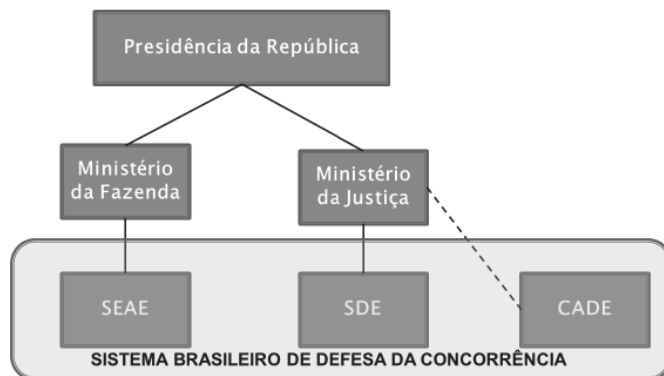 Presidência da República
Ministério
da Fazenda
Ministério
da Justiça
SEAE
SDE
CADE
SISTEMA BRASILEIRO DE DEFESA DA CONCORRÊNCIA